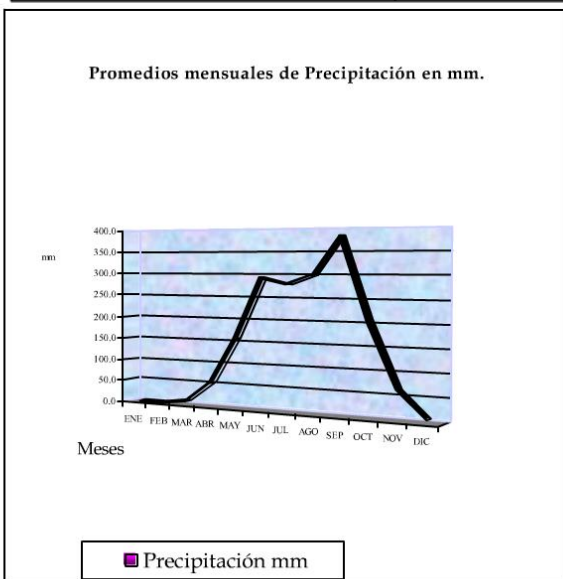 Promedios mensuales de Precipitación en mm.
400.0
350.0
mm
300.0
250.0
200.0
150.0
100.0
50.0
0.0
ENE FEB MAR ABR MAY JUN JUL AGO SEP OCT NOV DIC
Meses
Precipitación mm